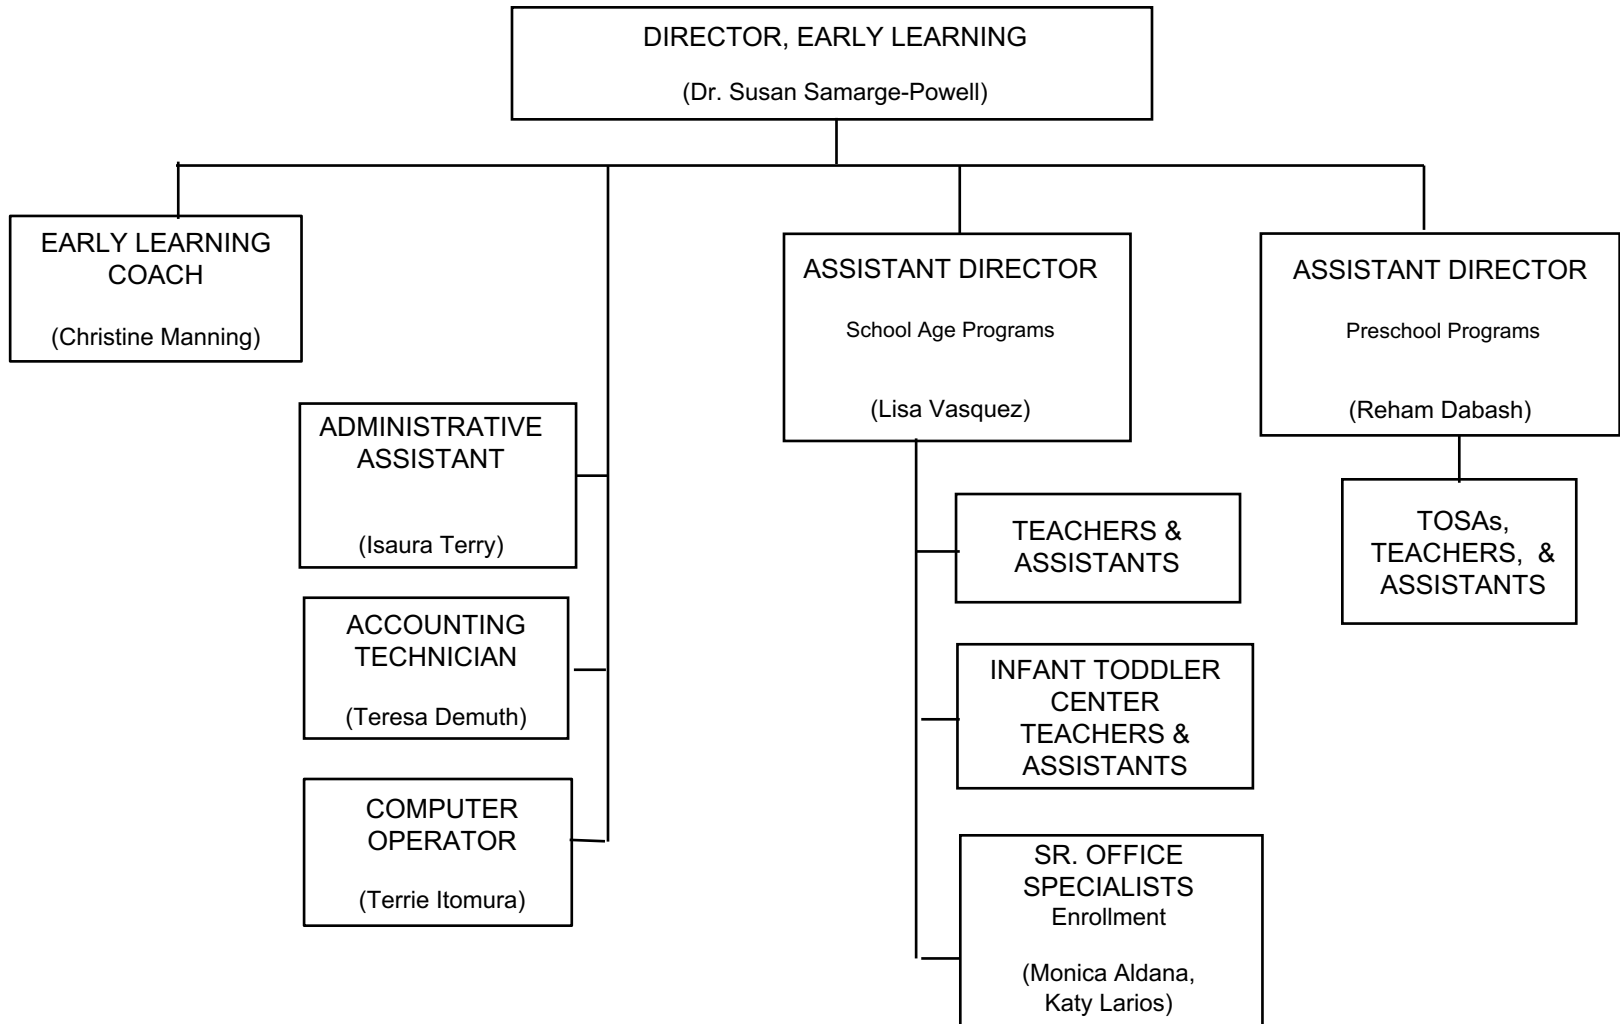 DIRECTOR, EARLY LEARNING
(Dr. Susan Samarge-Powell)
EARLY LEARNING
COACH
(Christine Manning)
ADMINISTRATIVE
ASSISTANT
(Isaura Terry)
ACCOUNTING
TECHNICIAN
(Teresa Demuth)
COMPUTER
OPERATOR
(Terrie Itomura)
ASSISTANT DIRECTOR
School Age Programs
(Lisa Vasquez)
TEACHERS &
ASSISTANTS
INFANT TODDLER
CENTER
TEACHERS &
ASSISTANTS
SR. OFFICE
SPECIALISTS
Enrollment
(Monica Aldana,
Katy Larios)
ASSISTANT DIRECTOR
Preschool Programs
(Reham Dabash)
TOSAs,
TEACHERS, &
ASSISTANTS